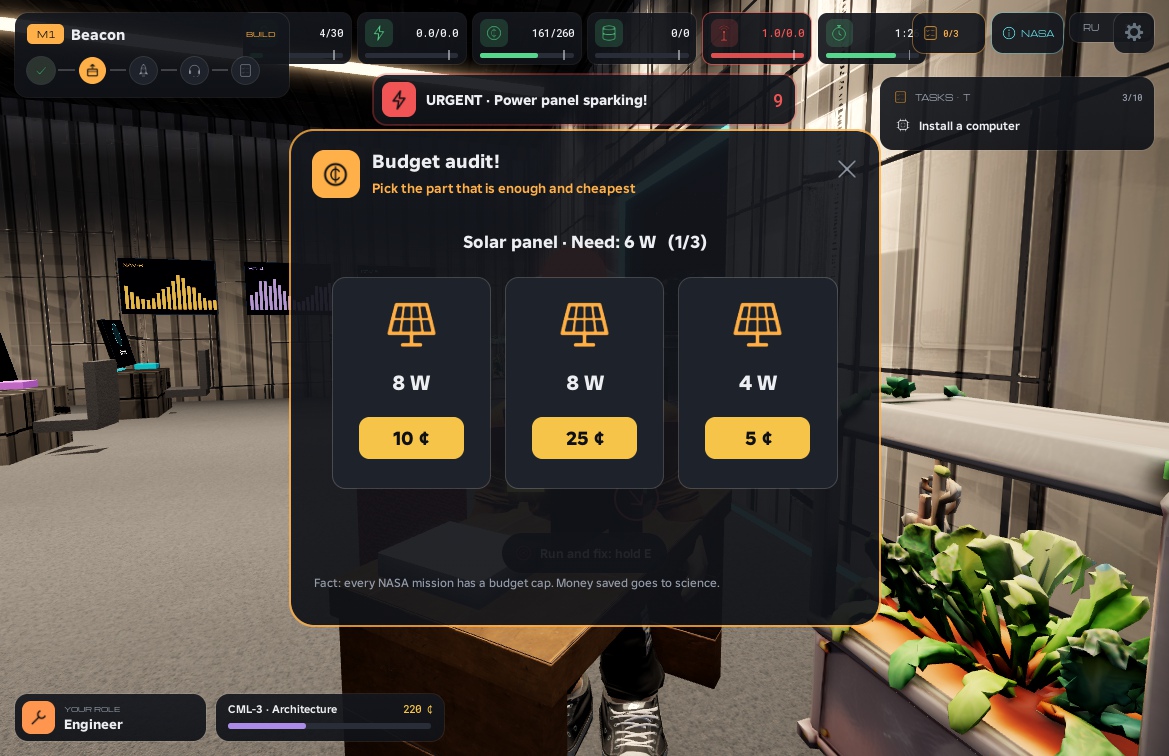 M1 Beacon BUILD
4/30
0.0/0.0
161/260
0/0
1.0/0.0
0/3
NASA
RU
URGENT · Power panel sparking! 9
TASKS · T 3/10
Install a computer
Budget audit!
Pick the part that is enough and cheapest
Solar panel · Need: 6 W (1/3)
8 W 8 W 4 W
10 ¢ 25 ¢ 5 ¢
Run and fix: hold E
Fact: every NASA mission has a budget cap. Money saved goes to science.
YOUR ROLE
Engineer
CML-3 · Architecture 220 ¢